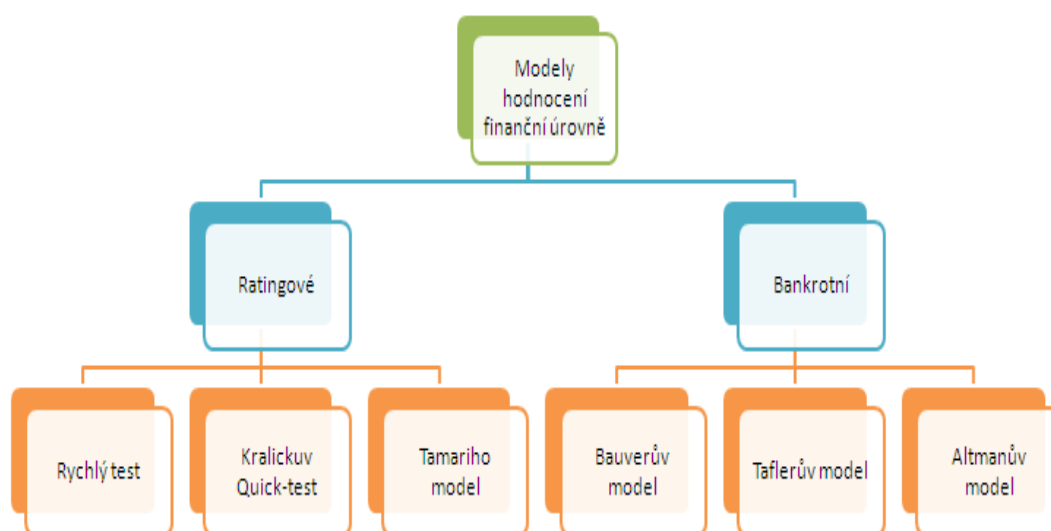 Modely
hodnocení
finanční úrovně
Ratingové
Bankrotní
Rychlý test
Kralickuv
Quick-test
Tamariho
model
Bauverův
model
Taflerův model
Altmanův
model